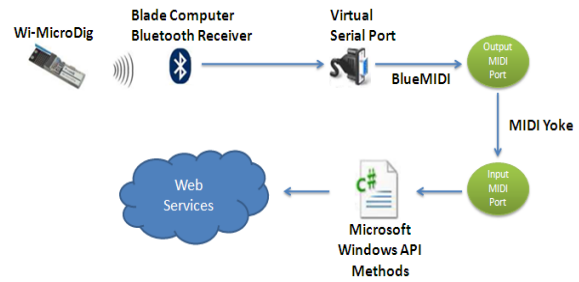 Wi-MicroDig
Blade Computer
Bluetooth Receiver
Virtual
Serial Port
BlueMIDI
Output
MIDI
Port
MIDI Yoke
Input
MIDI
Port
C#
Microsoft
Windows API
Methods
Web
Services